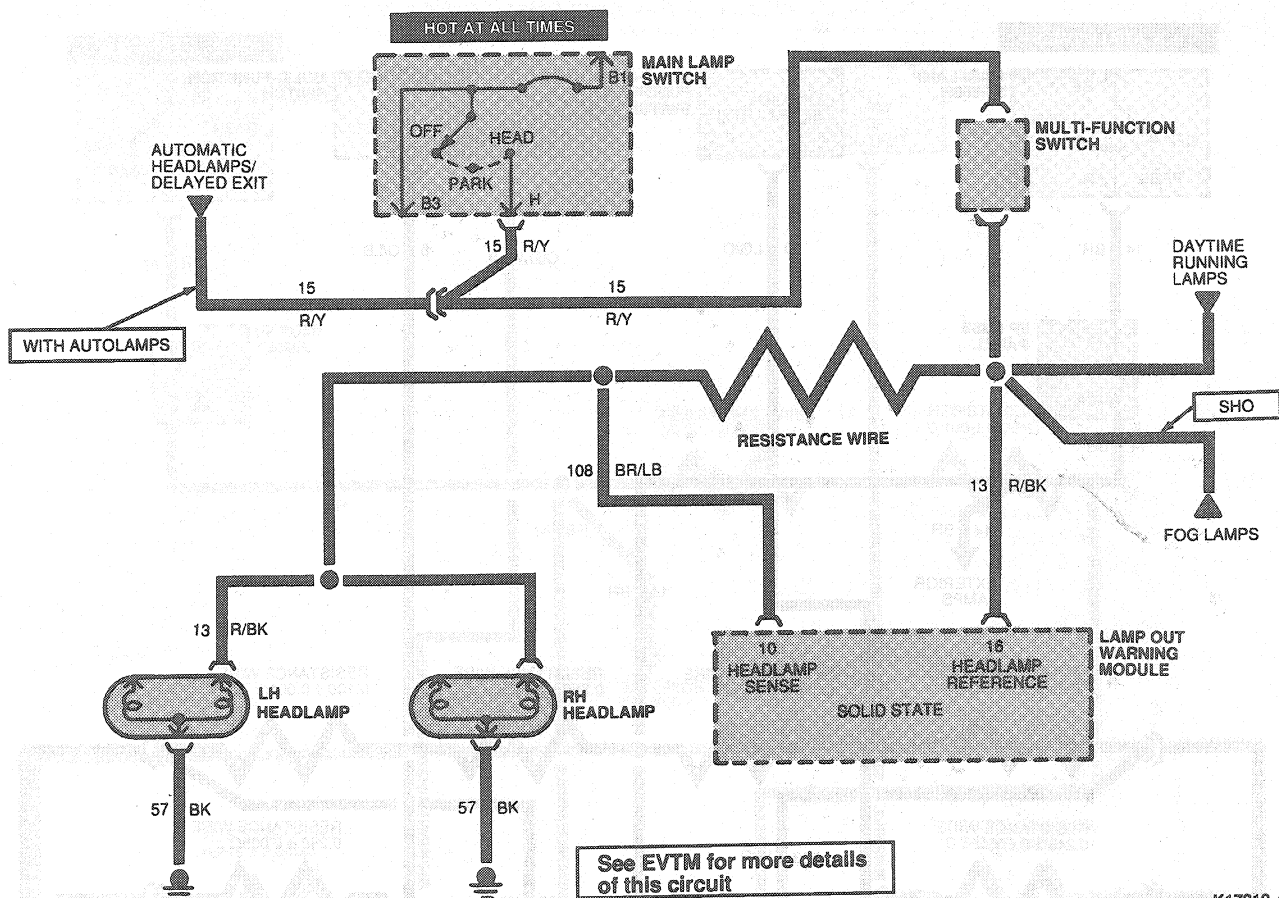 HOT AT ALL TIMES
MAIN LAMP
SWITCH
B1
OFF
HEAD
PARK
B3
H
MULTI-FUNCTION
SWITCH
AUTOMATIC
HEADLAMPS/
DELAYED EXIT
15 R/Y
DAYTIME
RUNNING
LAMPS
15
R/Y
15
R/Y
WITH AUTOLAMPS
SHO
RESISTANCE WIRE
108 BR/LB
13 R/BK
FOG LAMPS
13 R/BK
10
HEADLAMP
SENSE
16
HEADLAMP
REFERENCE
SOLID STATE
LAMP OUT
WARNING
MODULE
LH
HEADLAMP
RH
HEADLAMP
57 BK
57 BK
See EVTM for more details
of this circuit